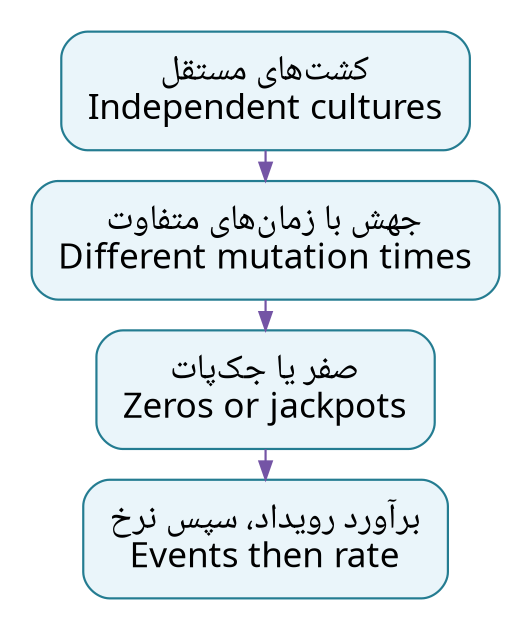 کشت‌های مستقل
Independent cultures
جهش با زمان‌های متفاوت
Different mutation times
صفر یا جک‌پات
Zeros or jackpots
برآورد رویداد، سپس نرخ
Events then rate